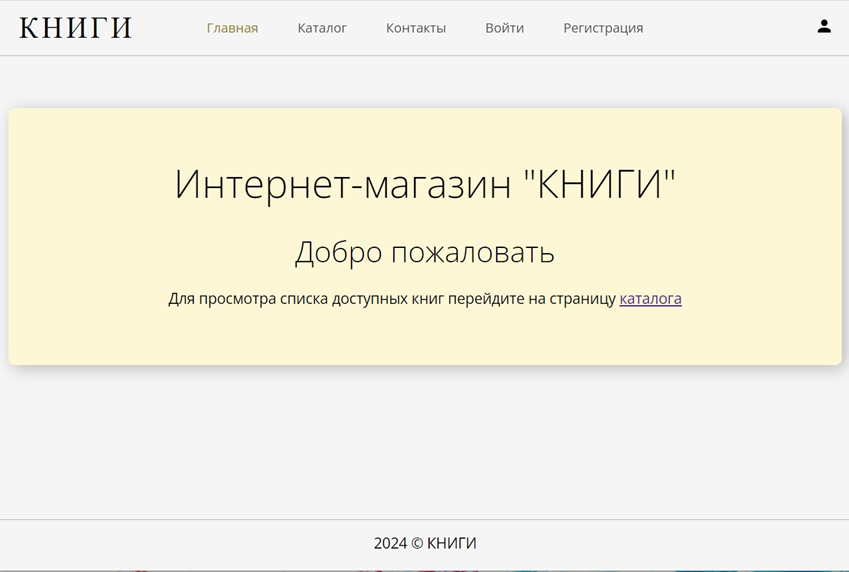 КНИГИ Главная Каталог Контакты Войти Регистрация
Интернет-магазин "КНИГИ"
Добро пожаловать
Для просмотра списка доступных книг перейдите на страницу каталога
2024 © КНИГИ